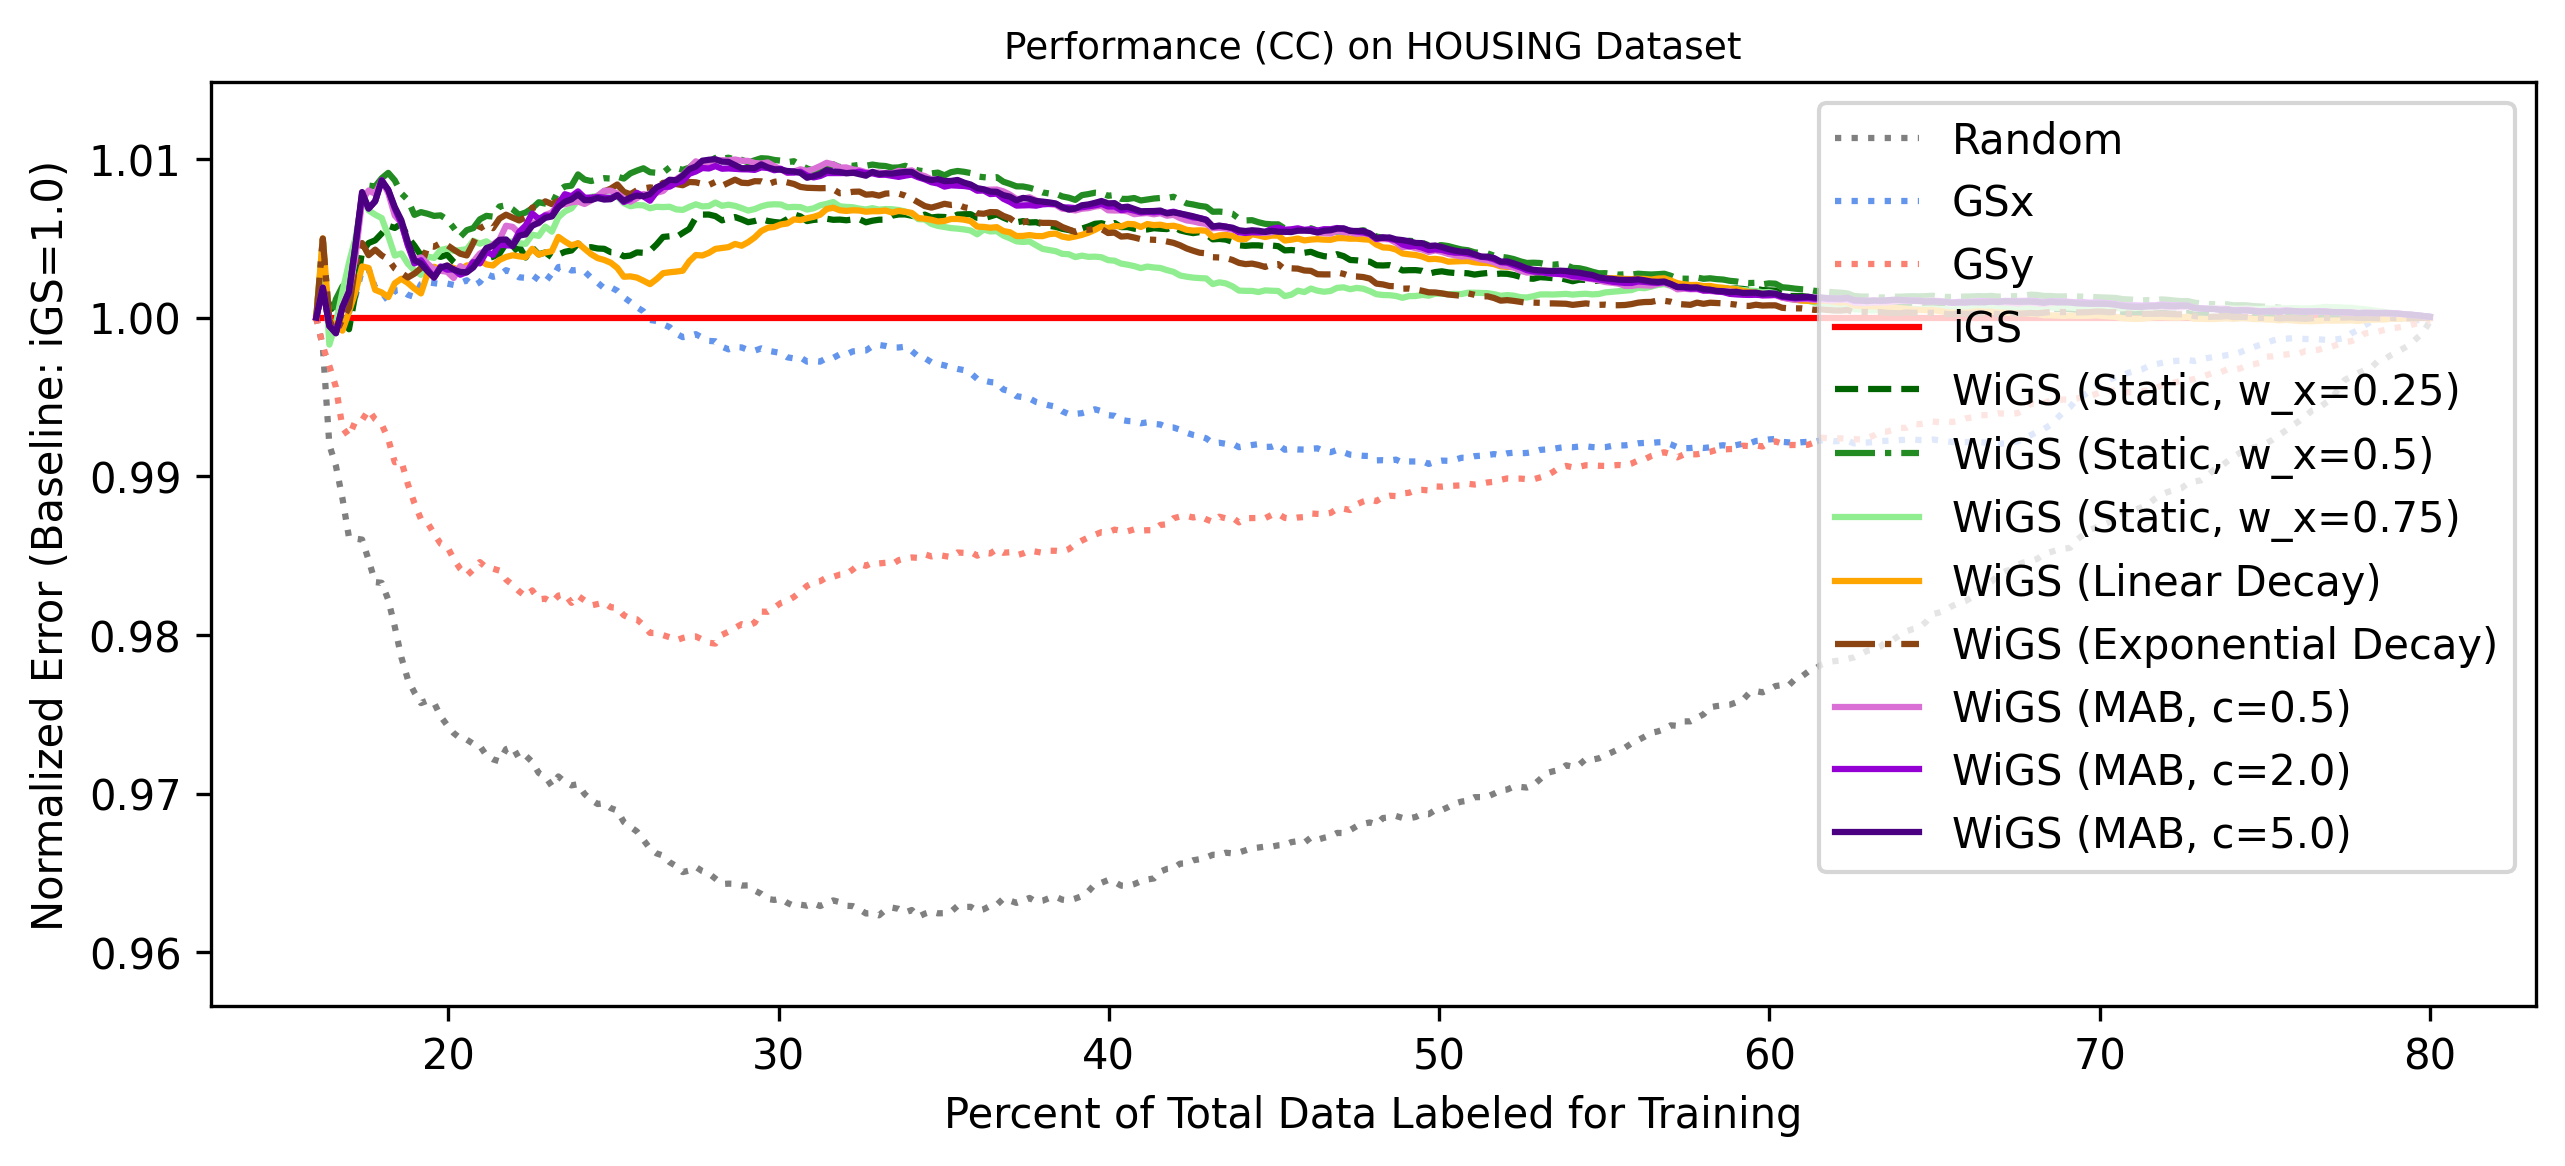 Performance (CC) on HOUSING Dataset
Normalized Error (Baseline: iGS=1.0)
1.01
1.00
0.99
0.98
0.97
0.96
Random
GSx
GSy
iGS
WiGS (Static, w_x=0.25)
WiGS (Static, w_x=0.5)
WiGS (Static, w_x=0.75)
WiGS (Linear Decay)
WiGS (Exponential Decay)
WiGS (MAB, c=0.5)
WiGS (MAB, c=2.0)
WiGS (MAB, c=5.0)
20 30 40 50 60 70 80
Percent of Total Data Labeled for Training